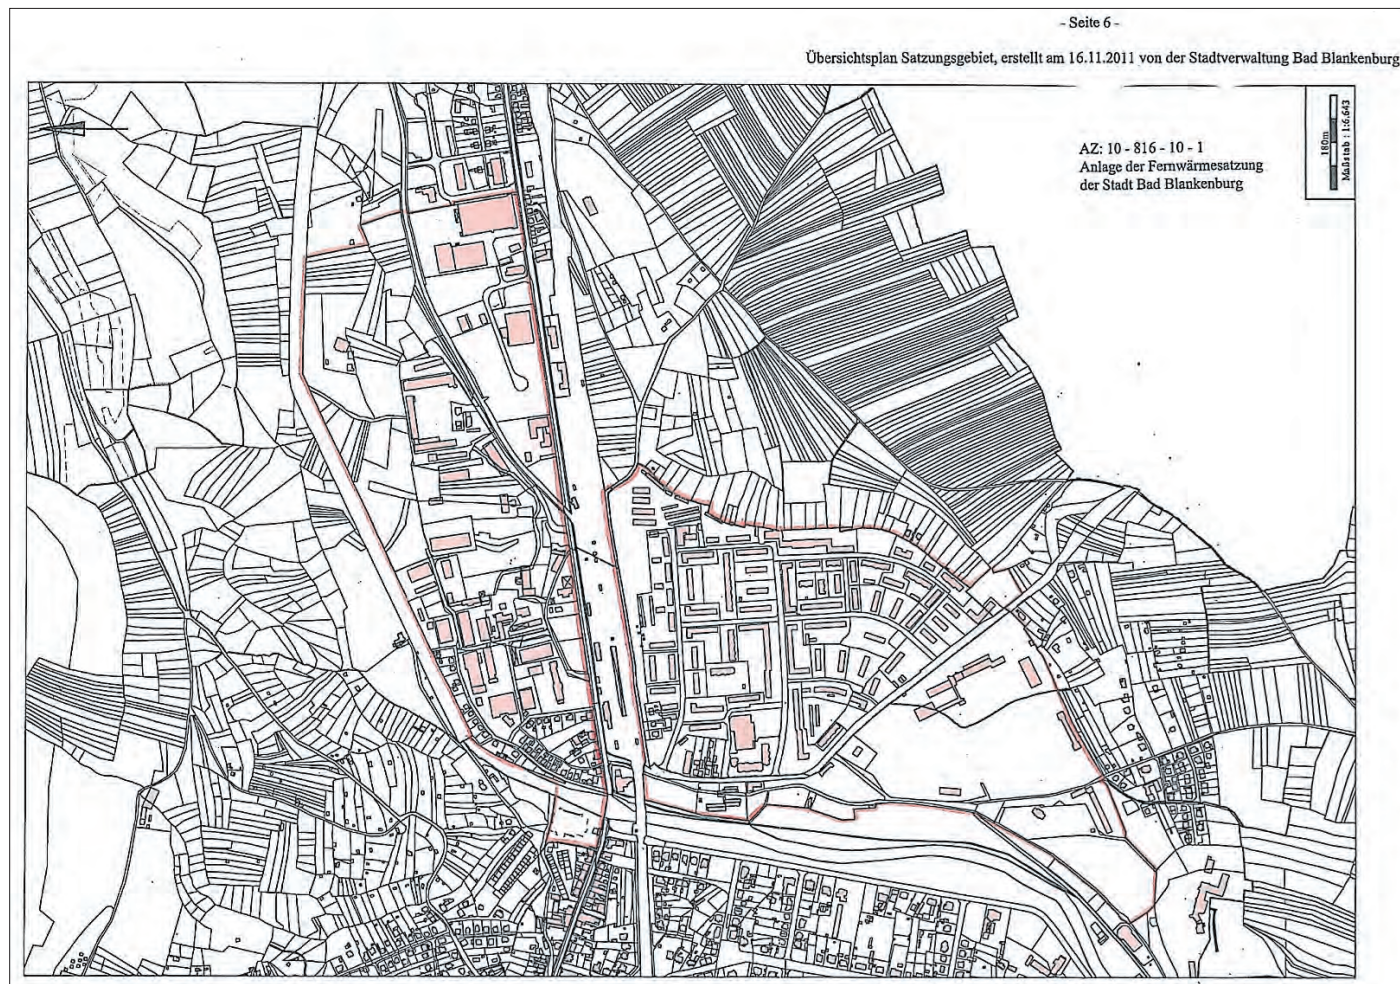 - Seite 6 -
Übersichtsplan Satzungsgebiet, erstellt am 16.11.2011 von der Stadtverwaltung Bad Blankenburg
AZ: 10 - 816 - 10 - 1
Anlage der Fernwärmesatzung
der Stadt Bad Blankenburg
180m
Maßstab : 1:6.643